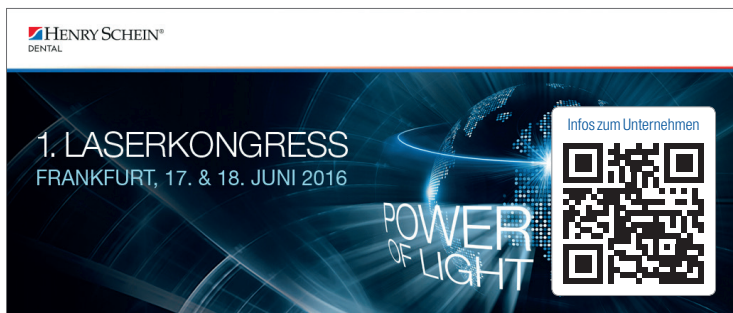 HENRY SCHEIN®
DENTAL
1. LASERKONGRESS
FRANKFURT, 17. & 18. JUNI 2016
POWER
OF LIGHT
Infos zum Unternehmen